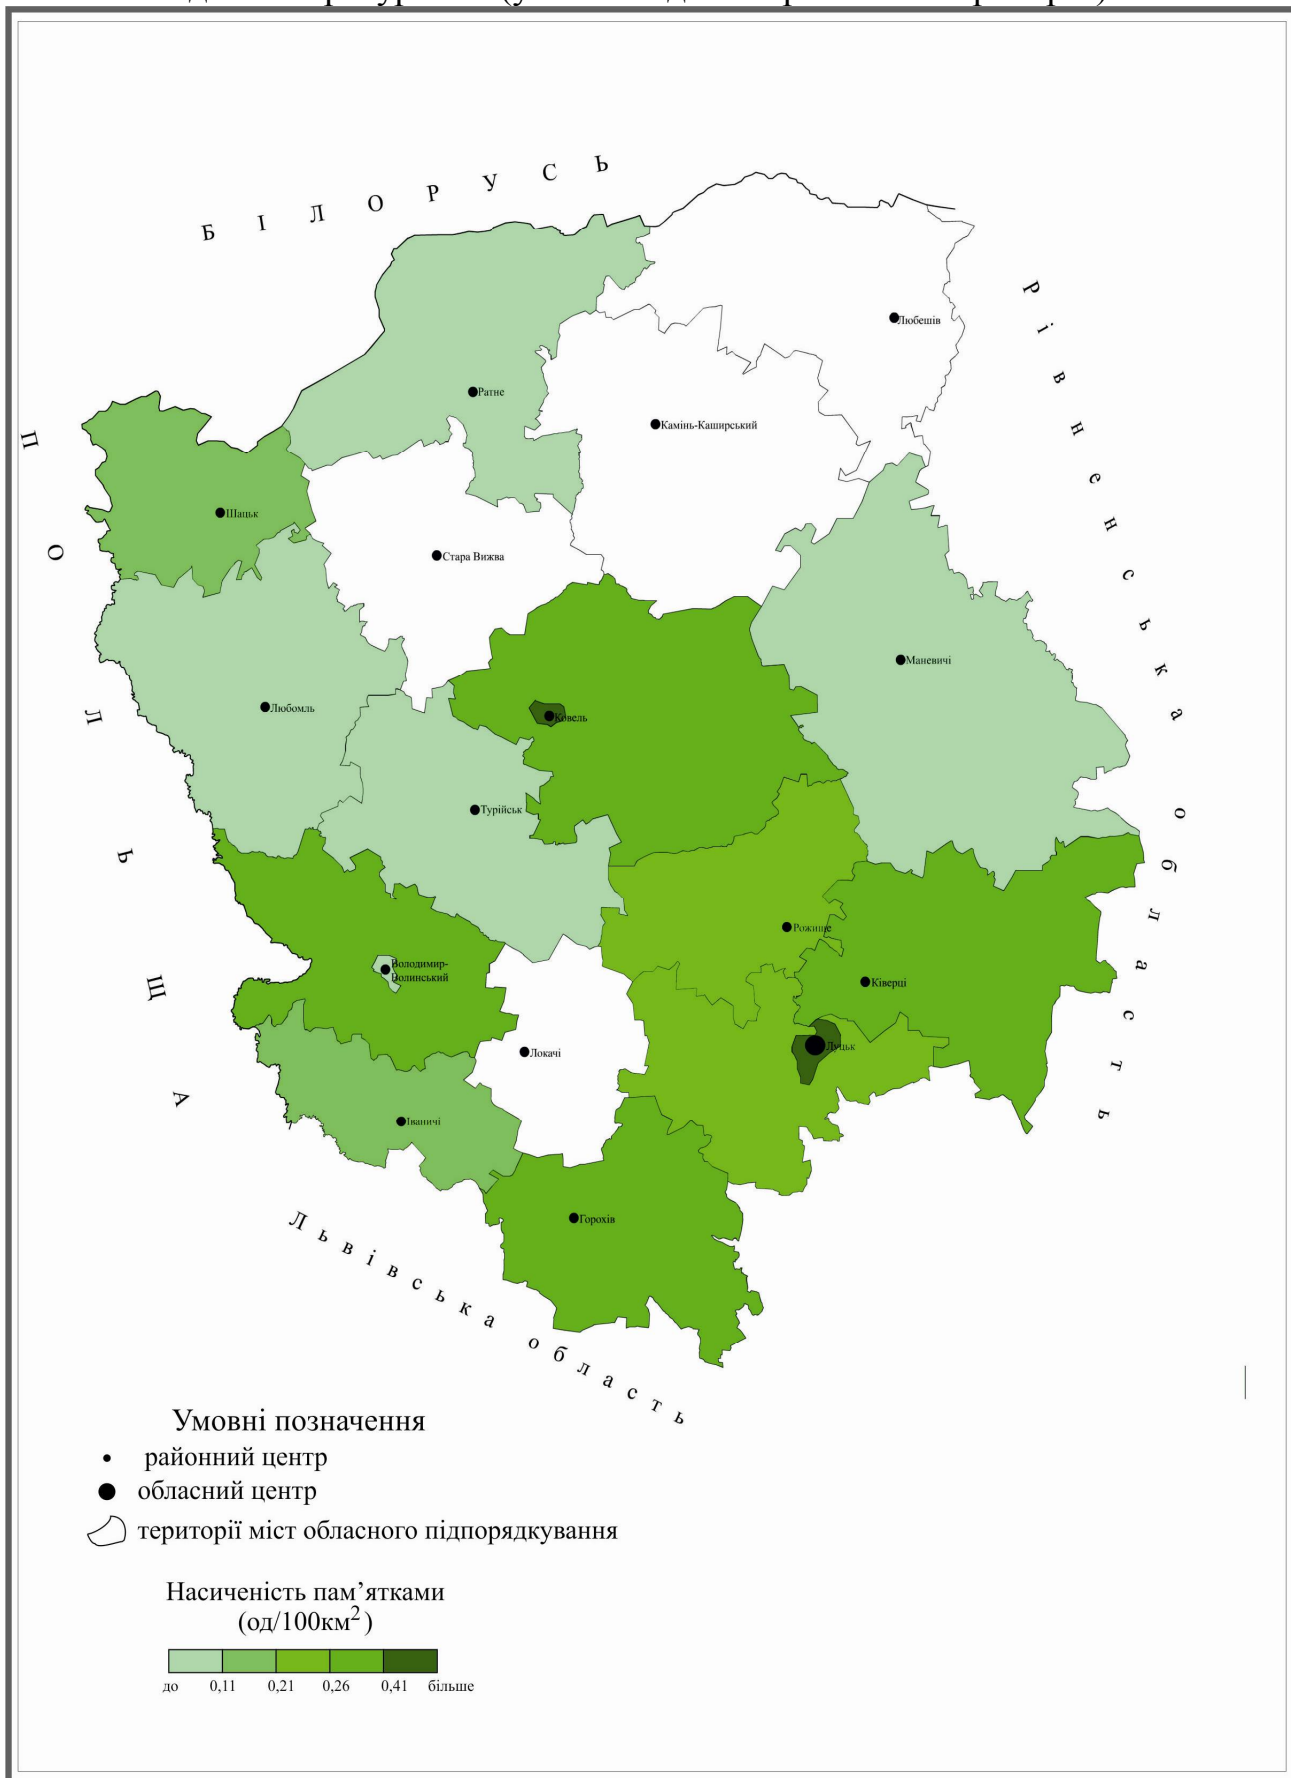 Б І Л О Р У С Ь
Рівненська область
ПОЛЬЩА
Любешів
Ратне
Камінь-Каширський
Шацьк
Стара Вижва
Маневичі
Любомль
Ковель
Турійськ
Рожище
Володимир-
Волинський
Ківерці
Луцьк
Локачі
Іваничі
Горохів
Львівська область
Умовні позначення
районний центр
обласний центр
території міст обласного підпорядкування
Насиченість пам’ятками
(од/100км²)
до 0,11 0,21 0,26 0,41 більше